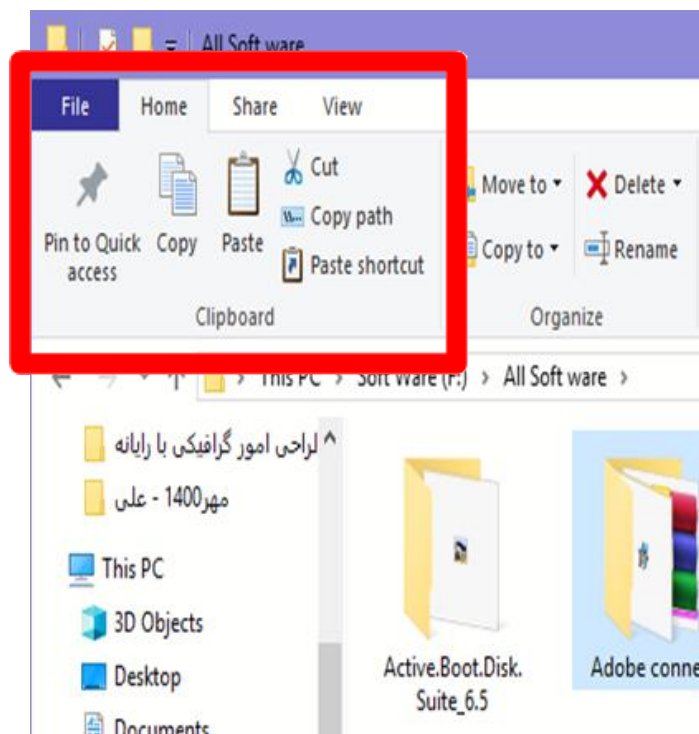 All Soft ware
File Home Share View
Pin to Quick access
Copy
Paste
Cut
Copy path
Paste shortcut
Clipboard
Move to
Copy to
Delete
Rename
Organize
This PC > Soft Ware (F:) > All Soft ware >
لراحی امور گرافیکی با رایانه
مهر1400 - علی
This PC
3D Objects
Desktop
Documents
Active.Boot.Disk.
Suite_6.5
Adobe conne